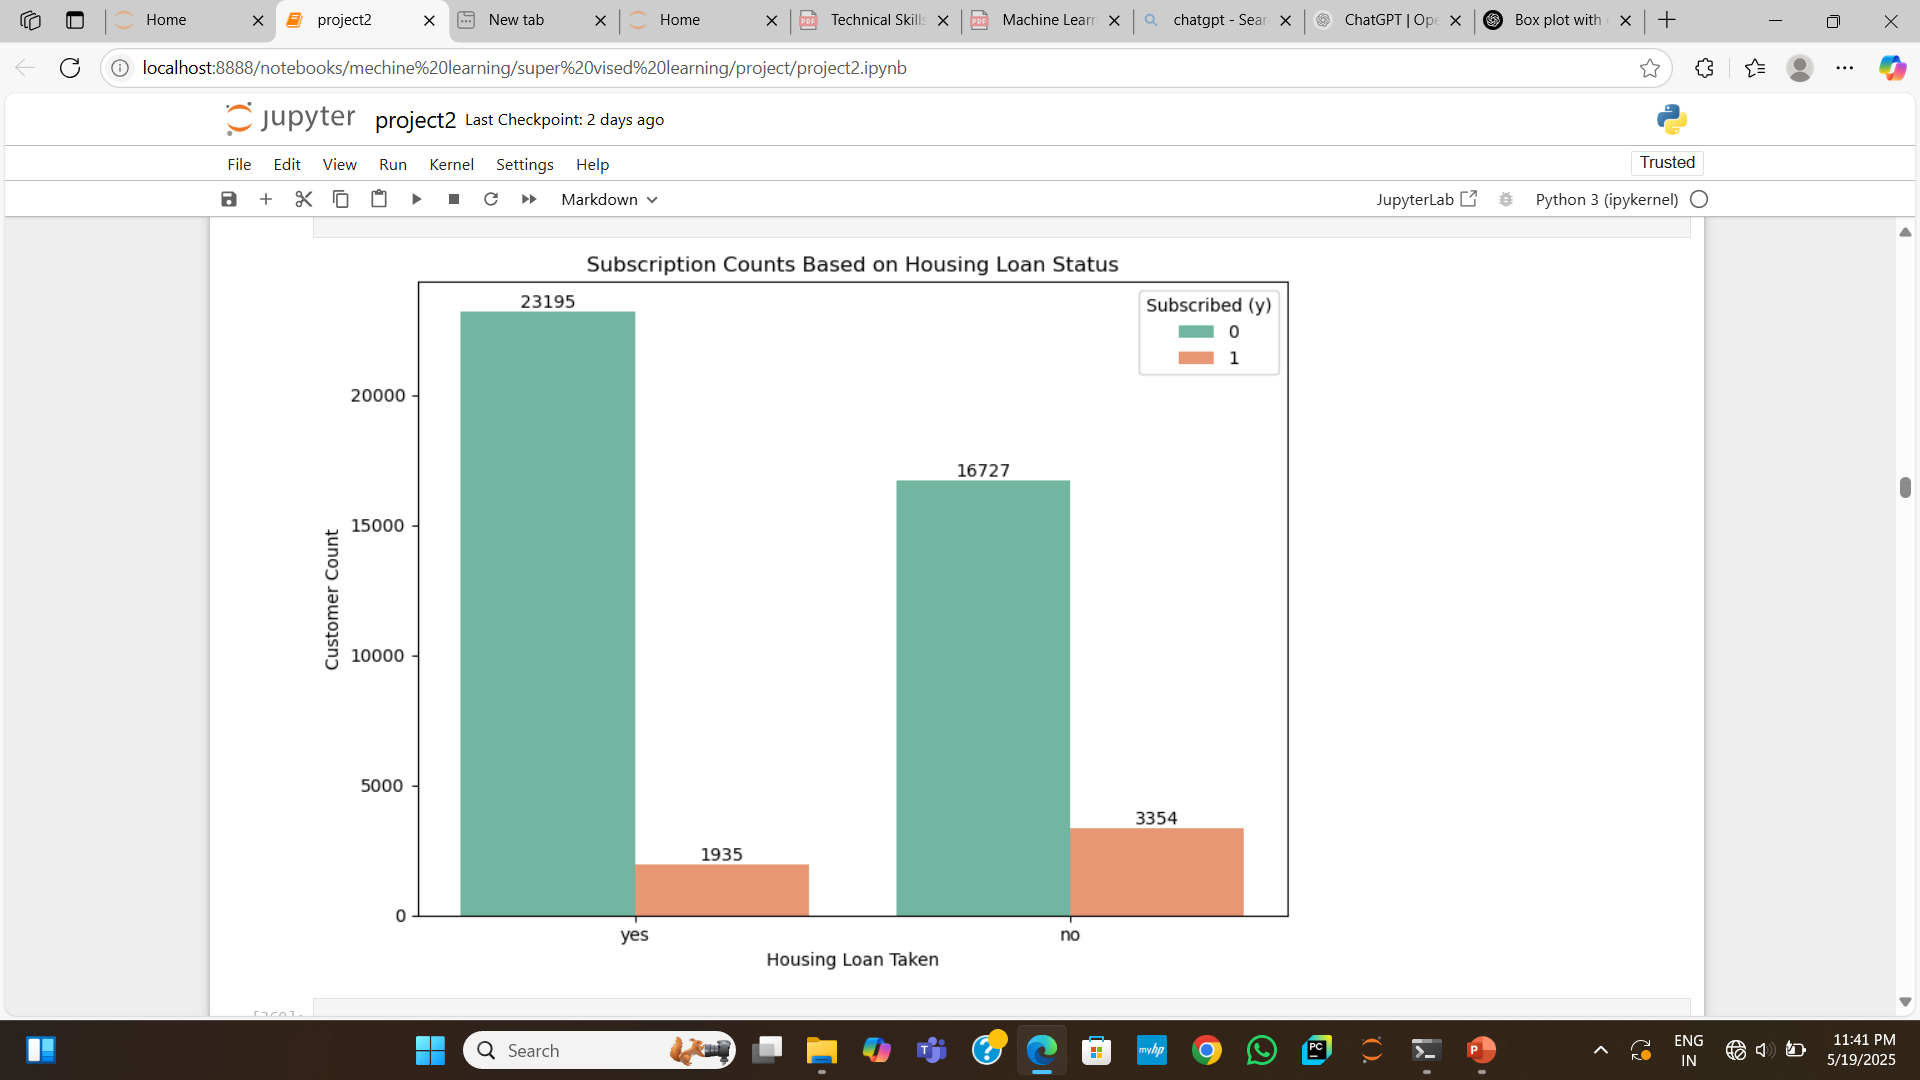 Home
project2
New tab
Home
Technical Skills
Machine Learn
chatgpt - Sear
ChatGPT | Ope
Box plot with
localhost:8888/notebooks/mechine%20learning/super%20vised%20learning/project/project2.ipynb
jupyter project2 Last Checkpoint: 2 days ago
File Edit View Run Kernel Settings Help
Trusted
Markdown
JupyterLab
Python 3 (ipykernel)
Subscription Counts Based on Housing Loan Status
Subscribed (y)
0
1
23195
16727
1935
3354
20000
15000
10000
5000
0
Customer Count
yes
no
Housing Loan Taken
Search
PC
myhp
P
ENG
IN
11:41 PM
5/19/2025